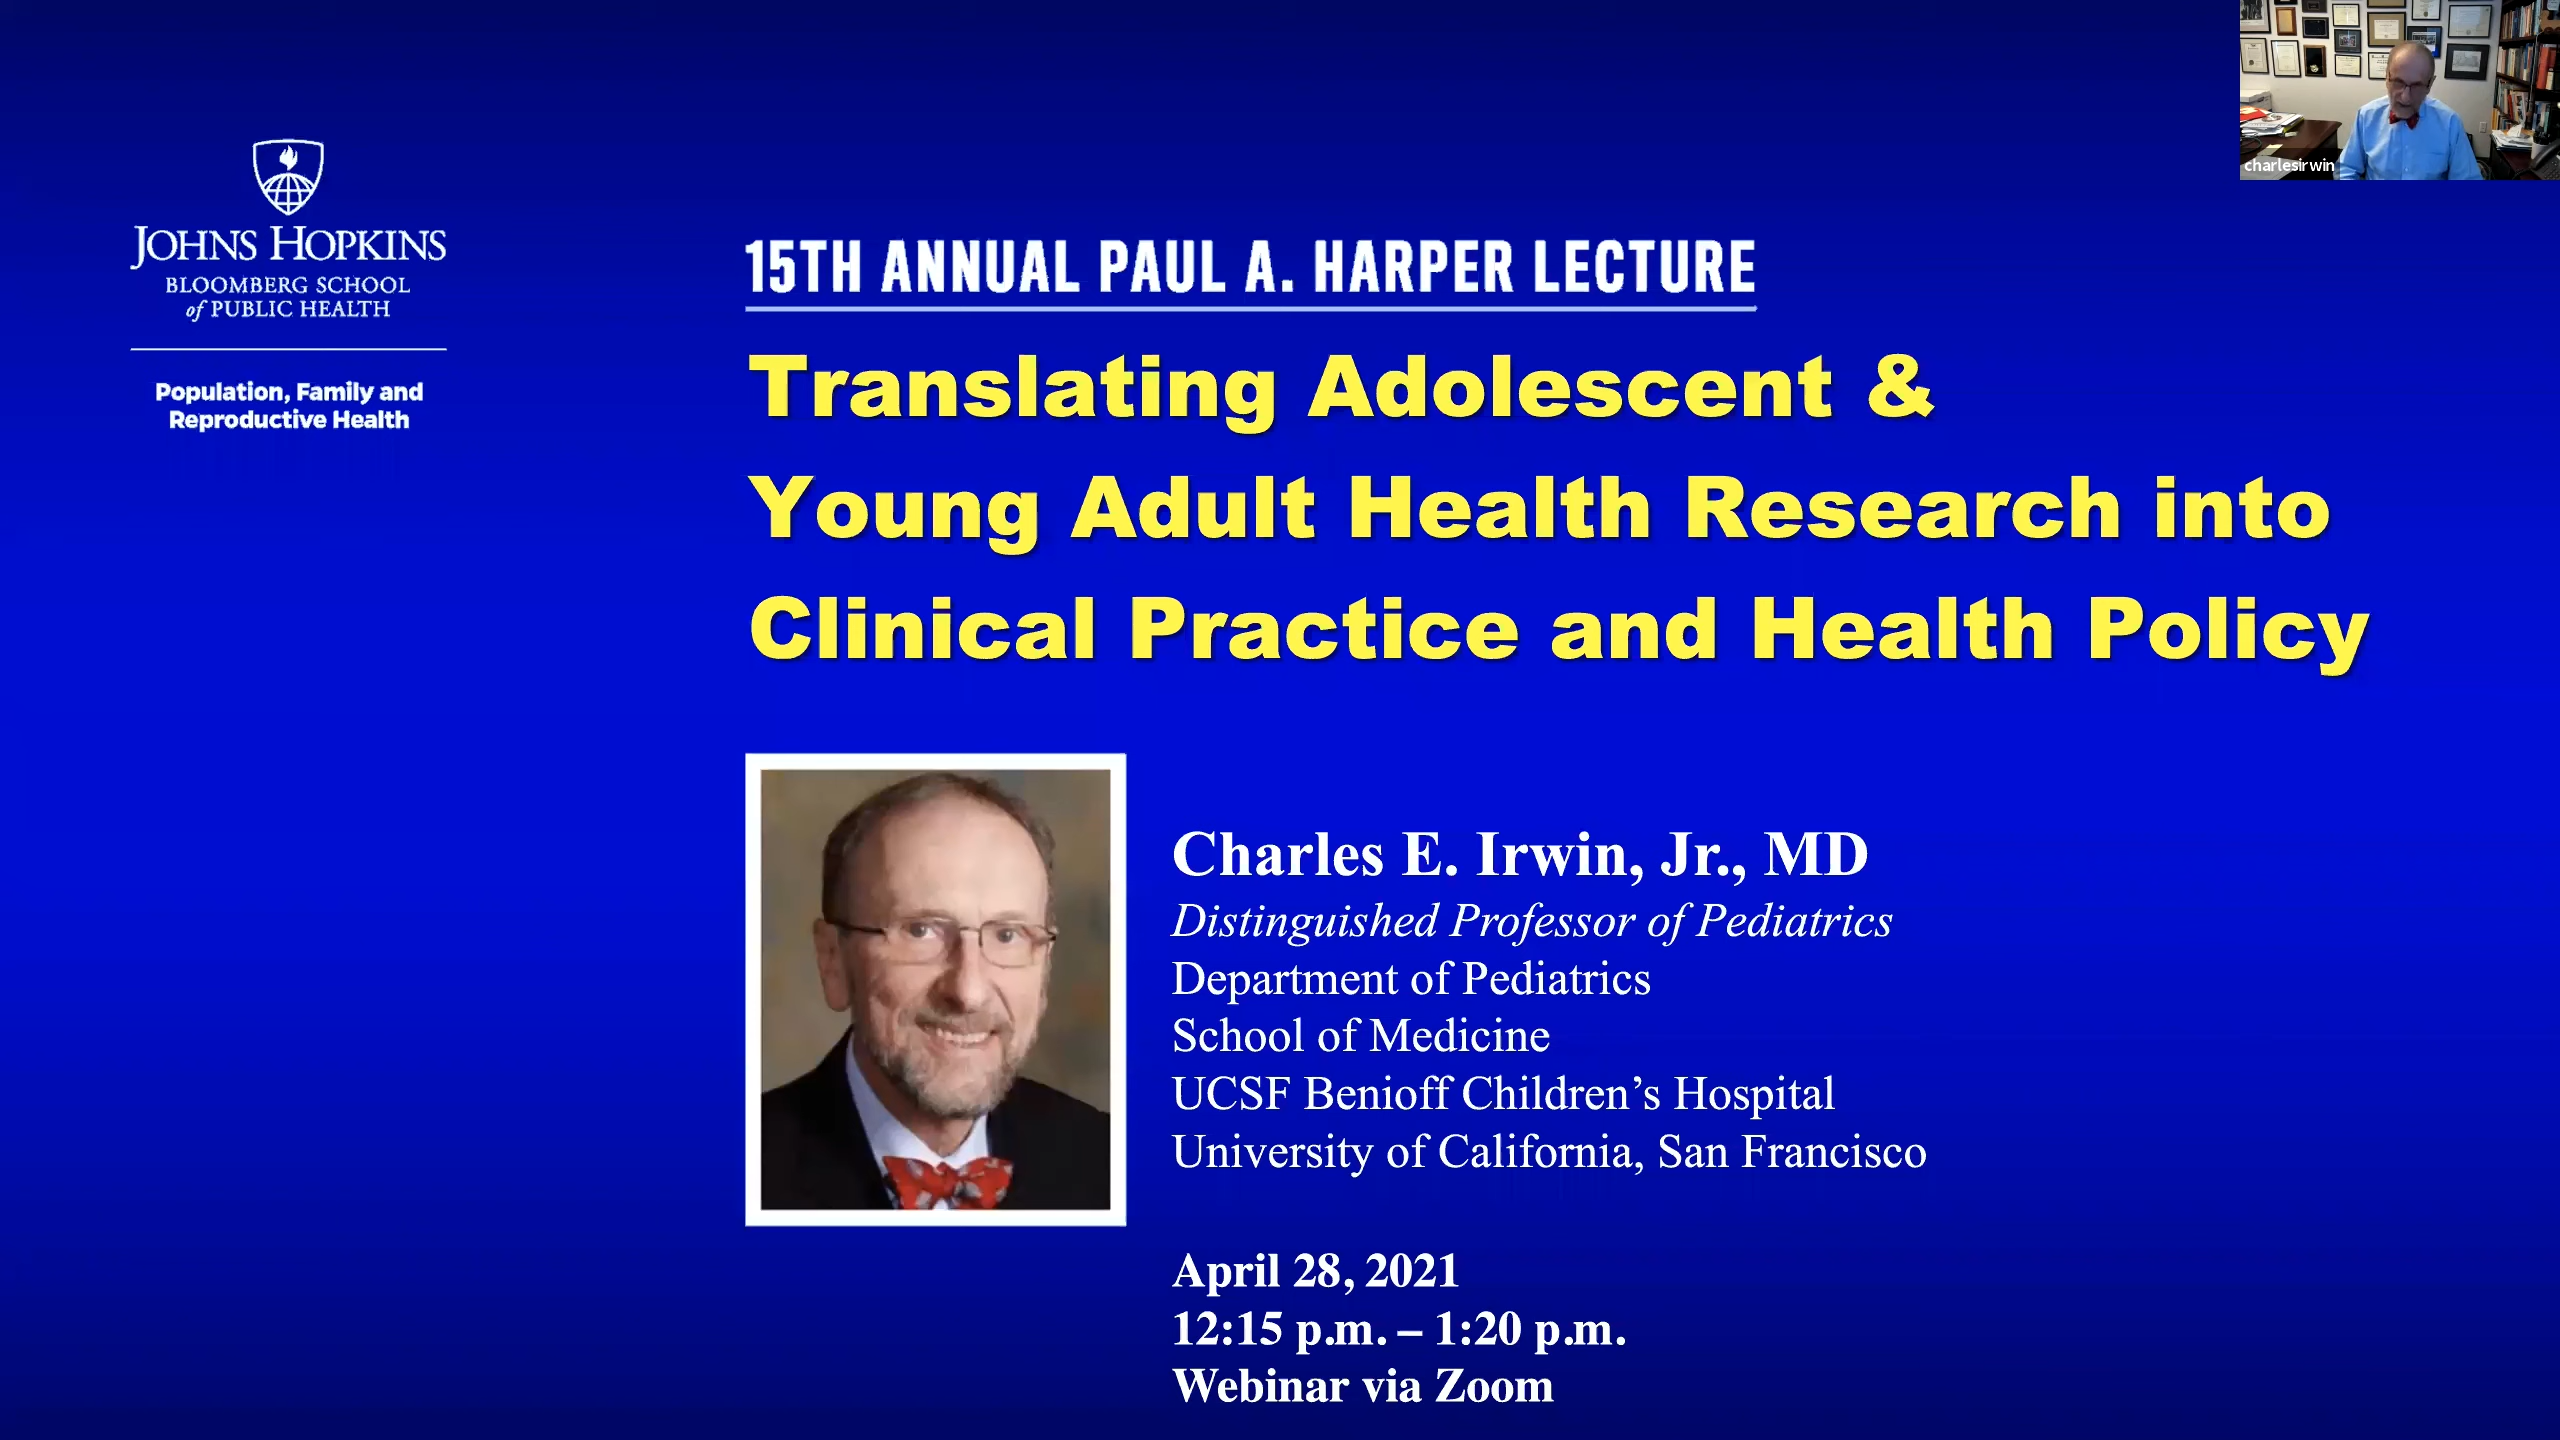 charlesirwin
JOHNS HOPKINS
BLOOMBERG SCHOOL
of PUBLIC HEALTH
Population, Family and
Reproductive Health
15TH ANNUAL PAUL A. HARPER LECTURE
Translating Adolescent &
Young Adult Health Research into
Clinical Practice and Health Policy
Charles E. Irwin, Jr., MD
Distinguished Professor of Pediatrics
Department of Pediatrics
School of Medicine
UCSF Benioff Children’s Hospital
University of California, San Francisco
April 28, 2021
12:15 p.m. – 1:20 p.m.
Webinar via Zoom